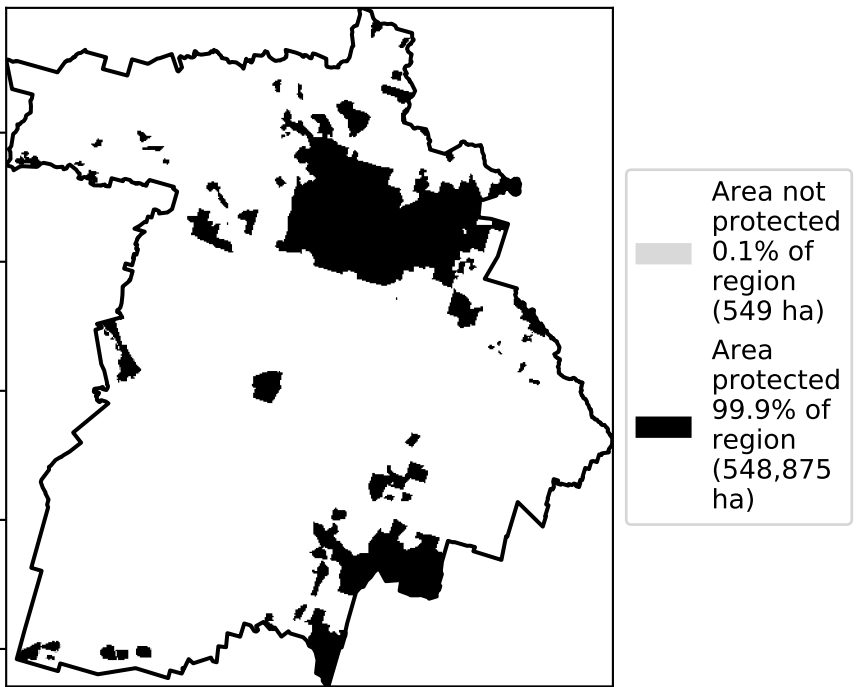 Area not
protected
0.1% of
region
(549 ha)
Area
protected
99.9% of
region
(548,875
ha)